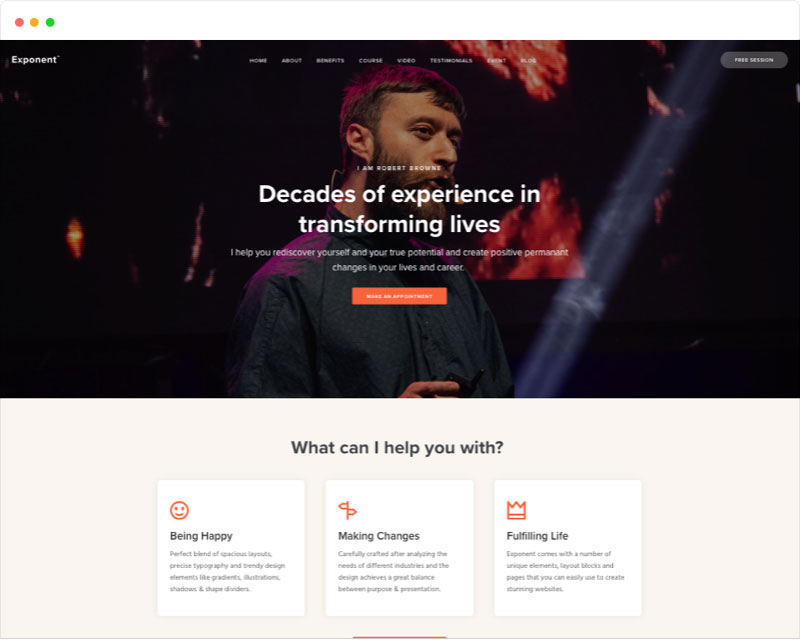 Exponent™
HOME ABOUT BENEFITS COURSE VIDEO TESTIMONIALS EVENT BLOG
FREE SESSION
I AM ROBERT BROWNE
Decades of experience in
transforming lives
I help you rediscover yourself and your true potential and create positive permanant
changes in your lives and career.
MAKE AN APPOINTMENT
What can I help you with?
Being Happy
Perfect blend of spacious layouts,
precise typography and trendy design
elements like gradients, illustrations,
shadows & shape dividers.
Making Changes
Carefully crafted after analyzing the
needs of different industries and the
design achieves a great balance
between purpose & presentation.
Fulfilling Life
Exponent comes with a number of
unique elements, layout blocks and
pages that you can easily use to create
stunning websites.